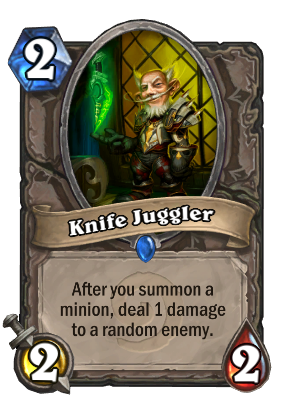 2
Knife Juggler
After you summon a
minion, deal 1 damage
to a random enemy.
2
2